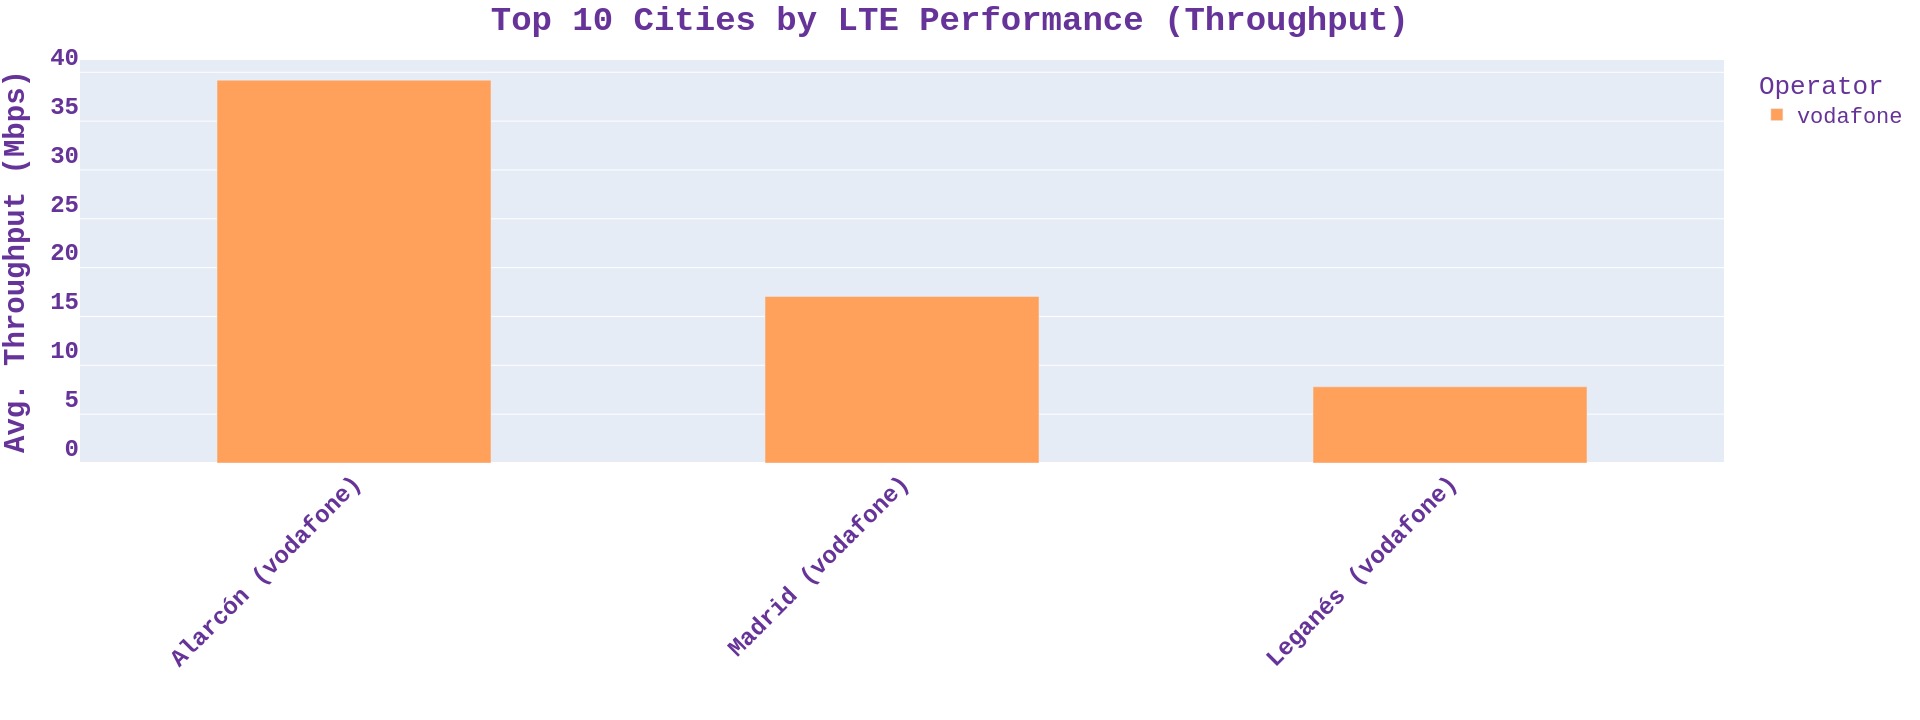 Top 10 Cities by LTE Performance (Throughput)
Avg. Throughput (Mbps)
40
35
30
25
20
15
10
5
0
Alarcón (vodafone)
Madrid (vodafone)
Leganés (vodafone)
Operator
vodafone